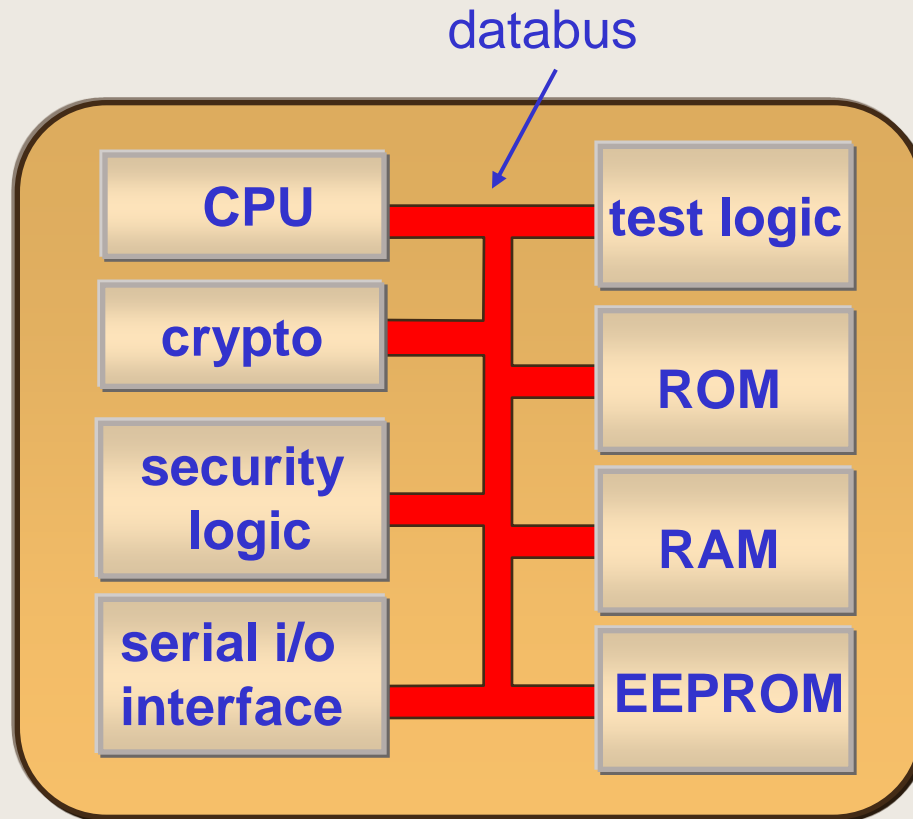 databus
CPU
test logic
crypto
ROM
security
logic
RAM
serial i/o
interface
EEPROM